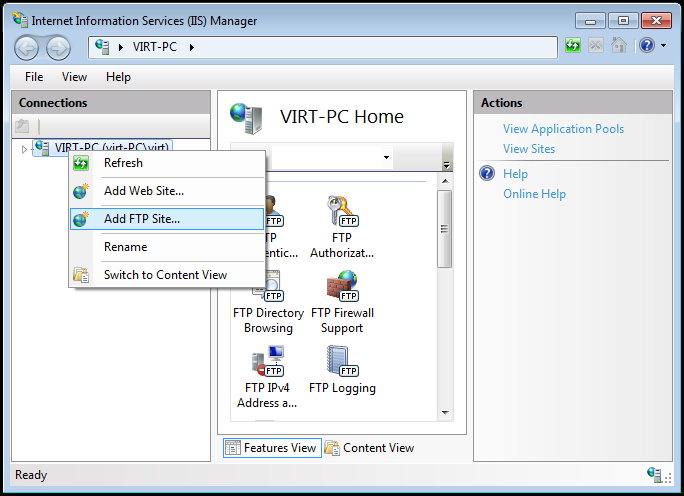 Internet Information Services (IIS) Manager
VIRT-PC
File View Help
Connections
VIRT-PC (virt-PC\virt)
Refresh
Add Web Site...
Add FTP Site...
Rename
Switch to Content View
VIRT-PC Home
FTP
FTP
FTP
FTP
Authorizat...
FTP
FTP
FTP Directory
Browsing
FTP Firewall
Support
FTP
FTP
FTP IPv4
Address a...
FTP Logging
Features View
Content View
Actions
View Application Pools
View Sites
Help
Online Help
Ready